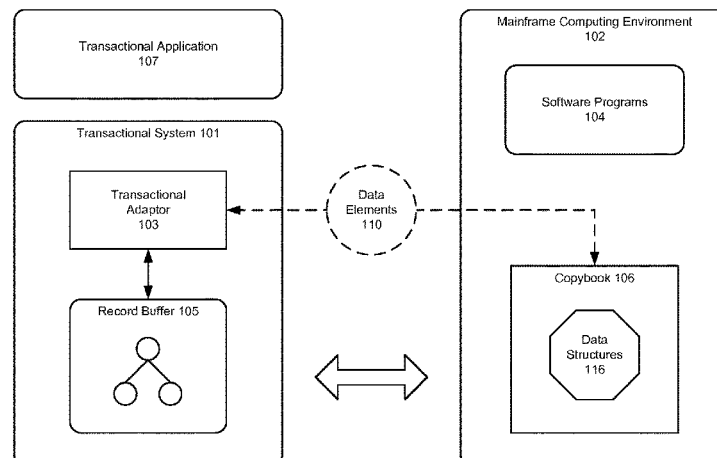 Transactional Application
107
Mainframe Computing Environment
102
Software Programs
104
Transactional System 101
Transactional
Adaptor
103
Data
Elements
110
Record Buffer 105
Copybook 106
Data
Structures
116